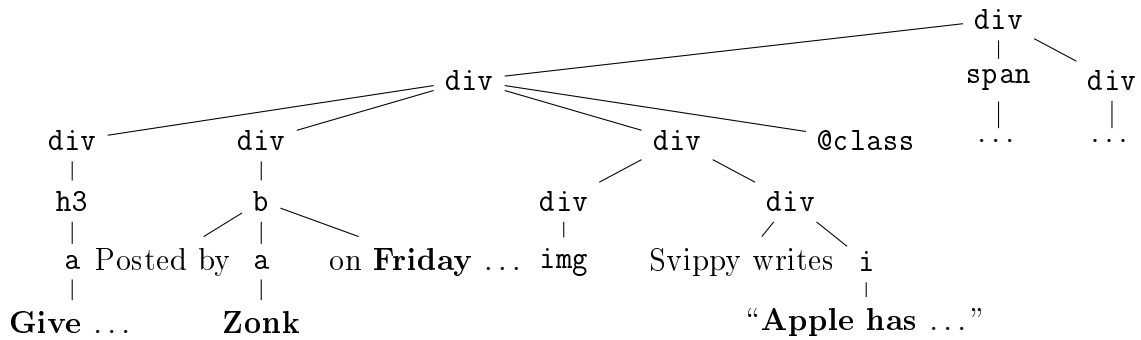 div
div span div
div div div @class … …
h3 b div div
a Posted by a on Friday … img Svippy writes i
Give … Zonk “Apple has …”